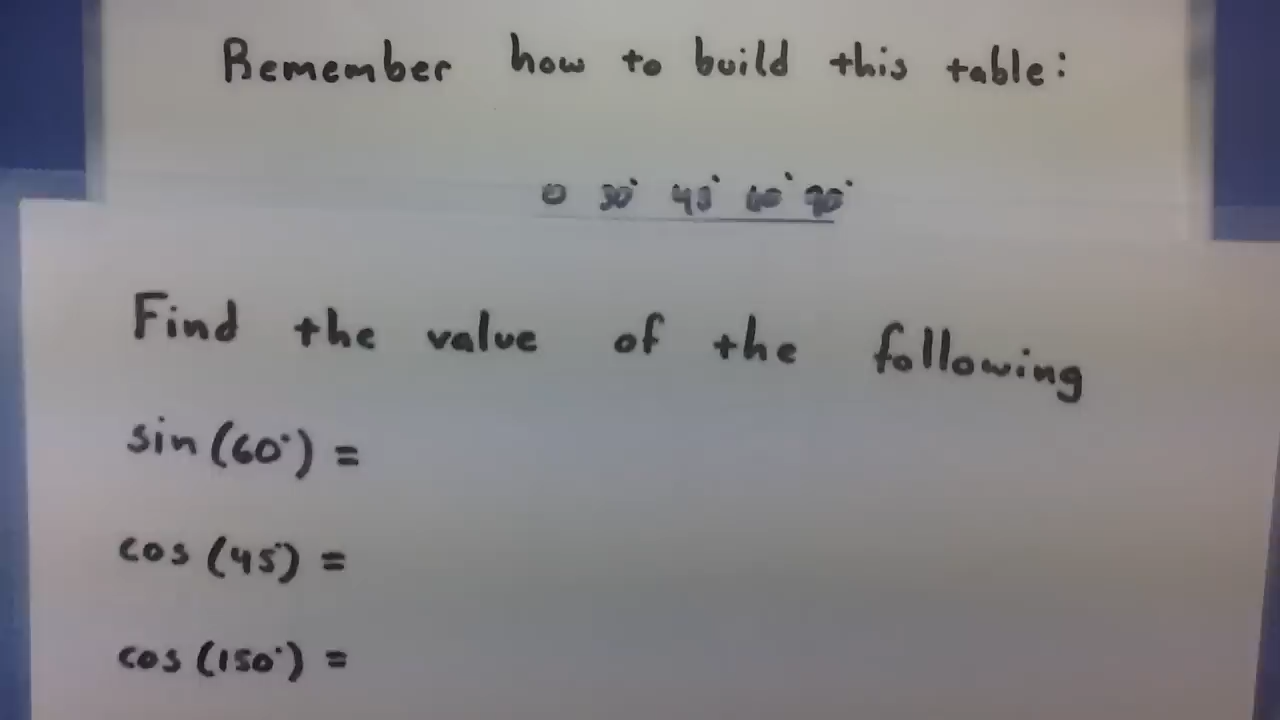 Remember how to build this table:
0 30° 45° 60° 90°
Find the value of the following
sin(60°) =
cos(45°) =
cos(150°) =